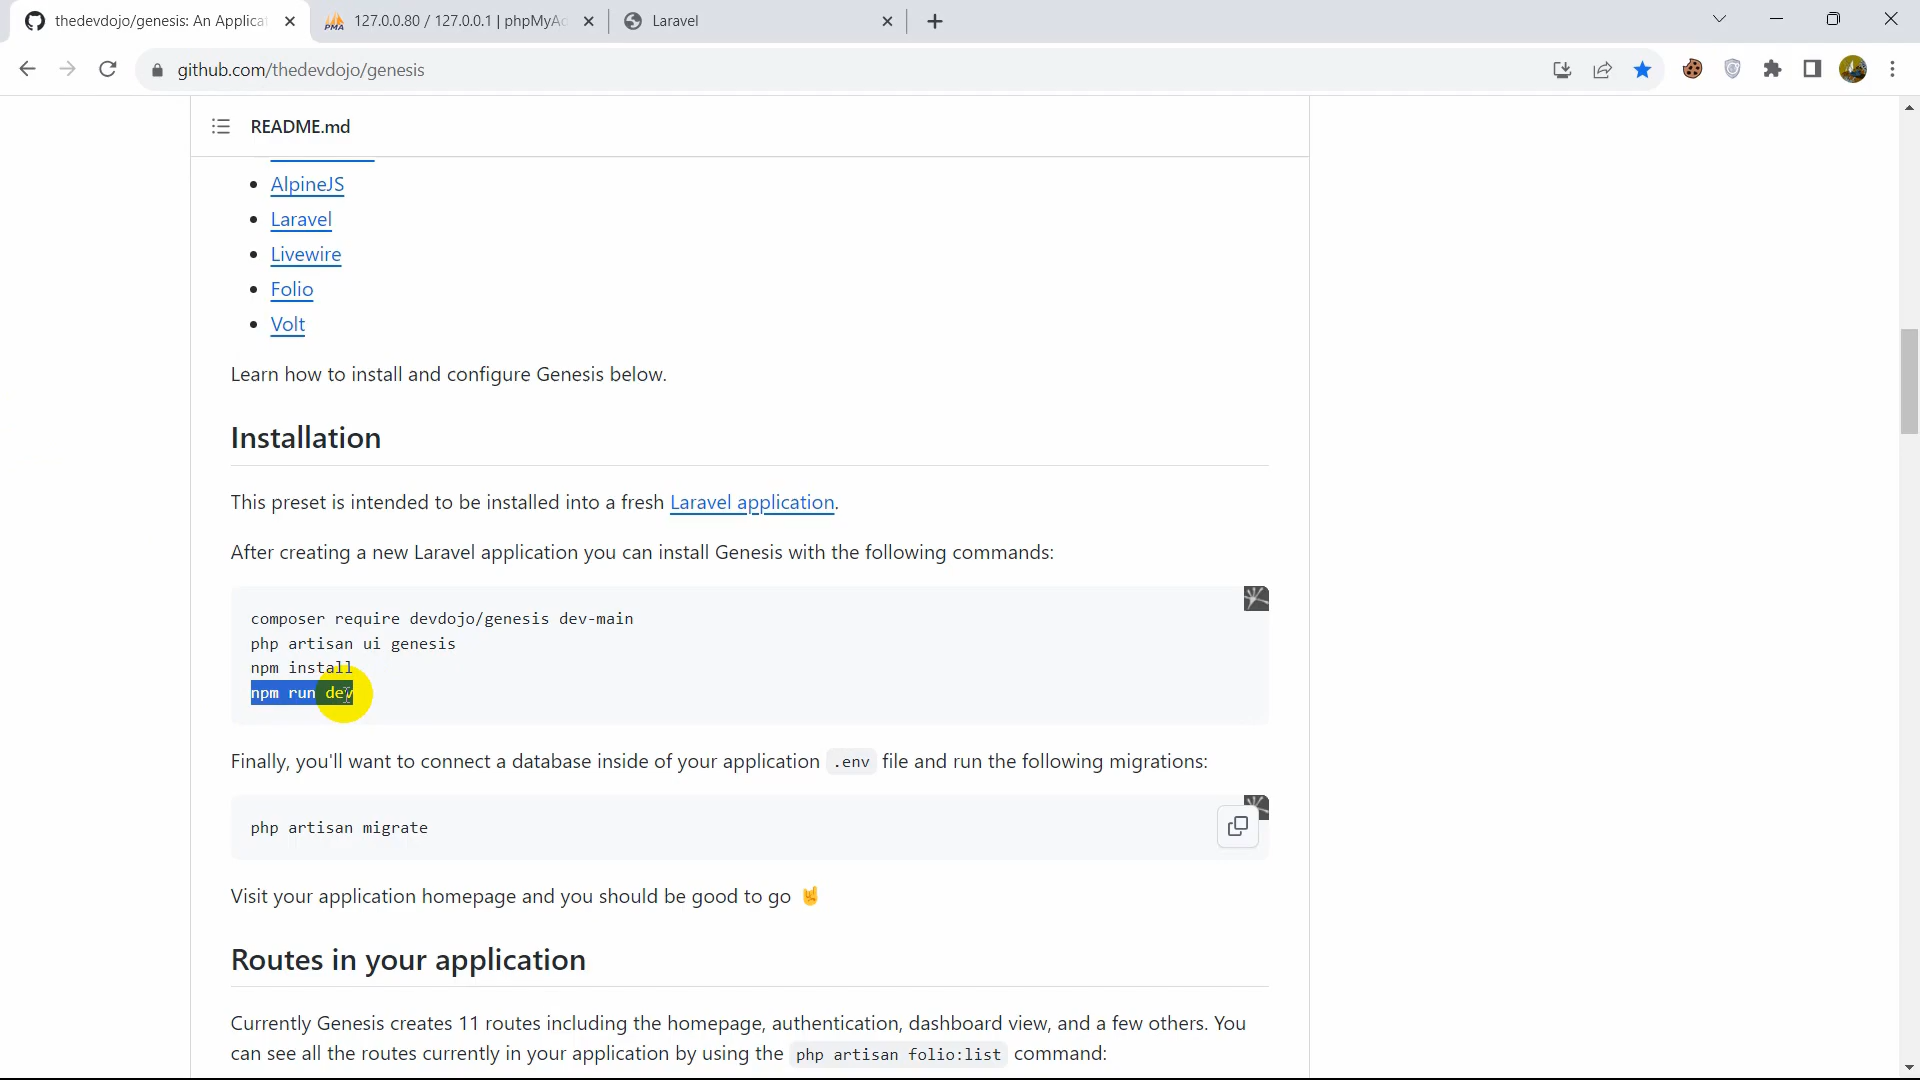 thedevdojo/genesis: An Applicat
127.0.0.80 / 127.0.0.1 | phpMyAd
Laravel
github.com/thedevdojo/genesis
README.md
AlpineJS
Laravel
Livewire
Folio
Volt
Learn how to install and configure Genesis below.
Installation
This preset is intended to be installed into a fresh Laravel application.
After creating a new Laravel application you can install Genesis with the following commands:
composer require devdojo/genesis dev-main
php artisan ui genesis
npm install
npm run dev
Finally, you'll want to connect a database inside of your application .env file and run the following migrations:
php artisan migrate
Visit your application homepage and you should be good to go 🤘
Routes in your application
Currently Genesis creates 11 routes including the homepage, authentication, dashboard view, and a few others. You
can see all the routes currently in your application by using the php artisan folio:list command: